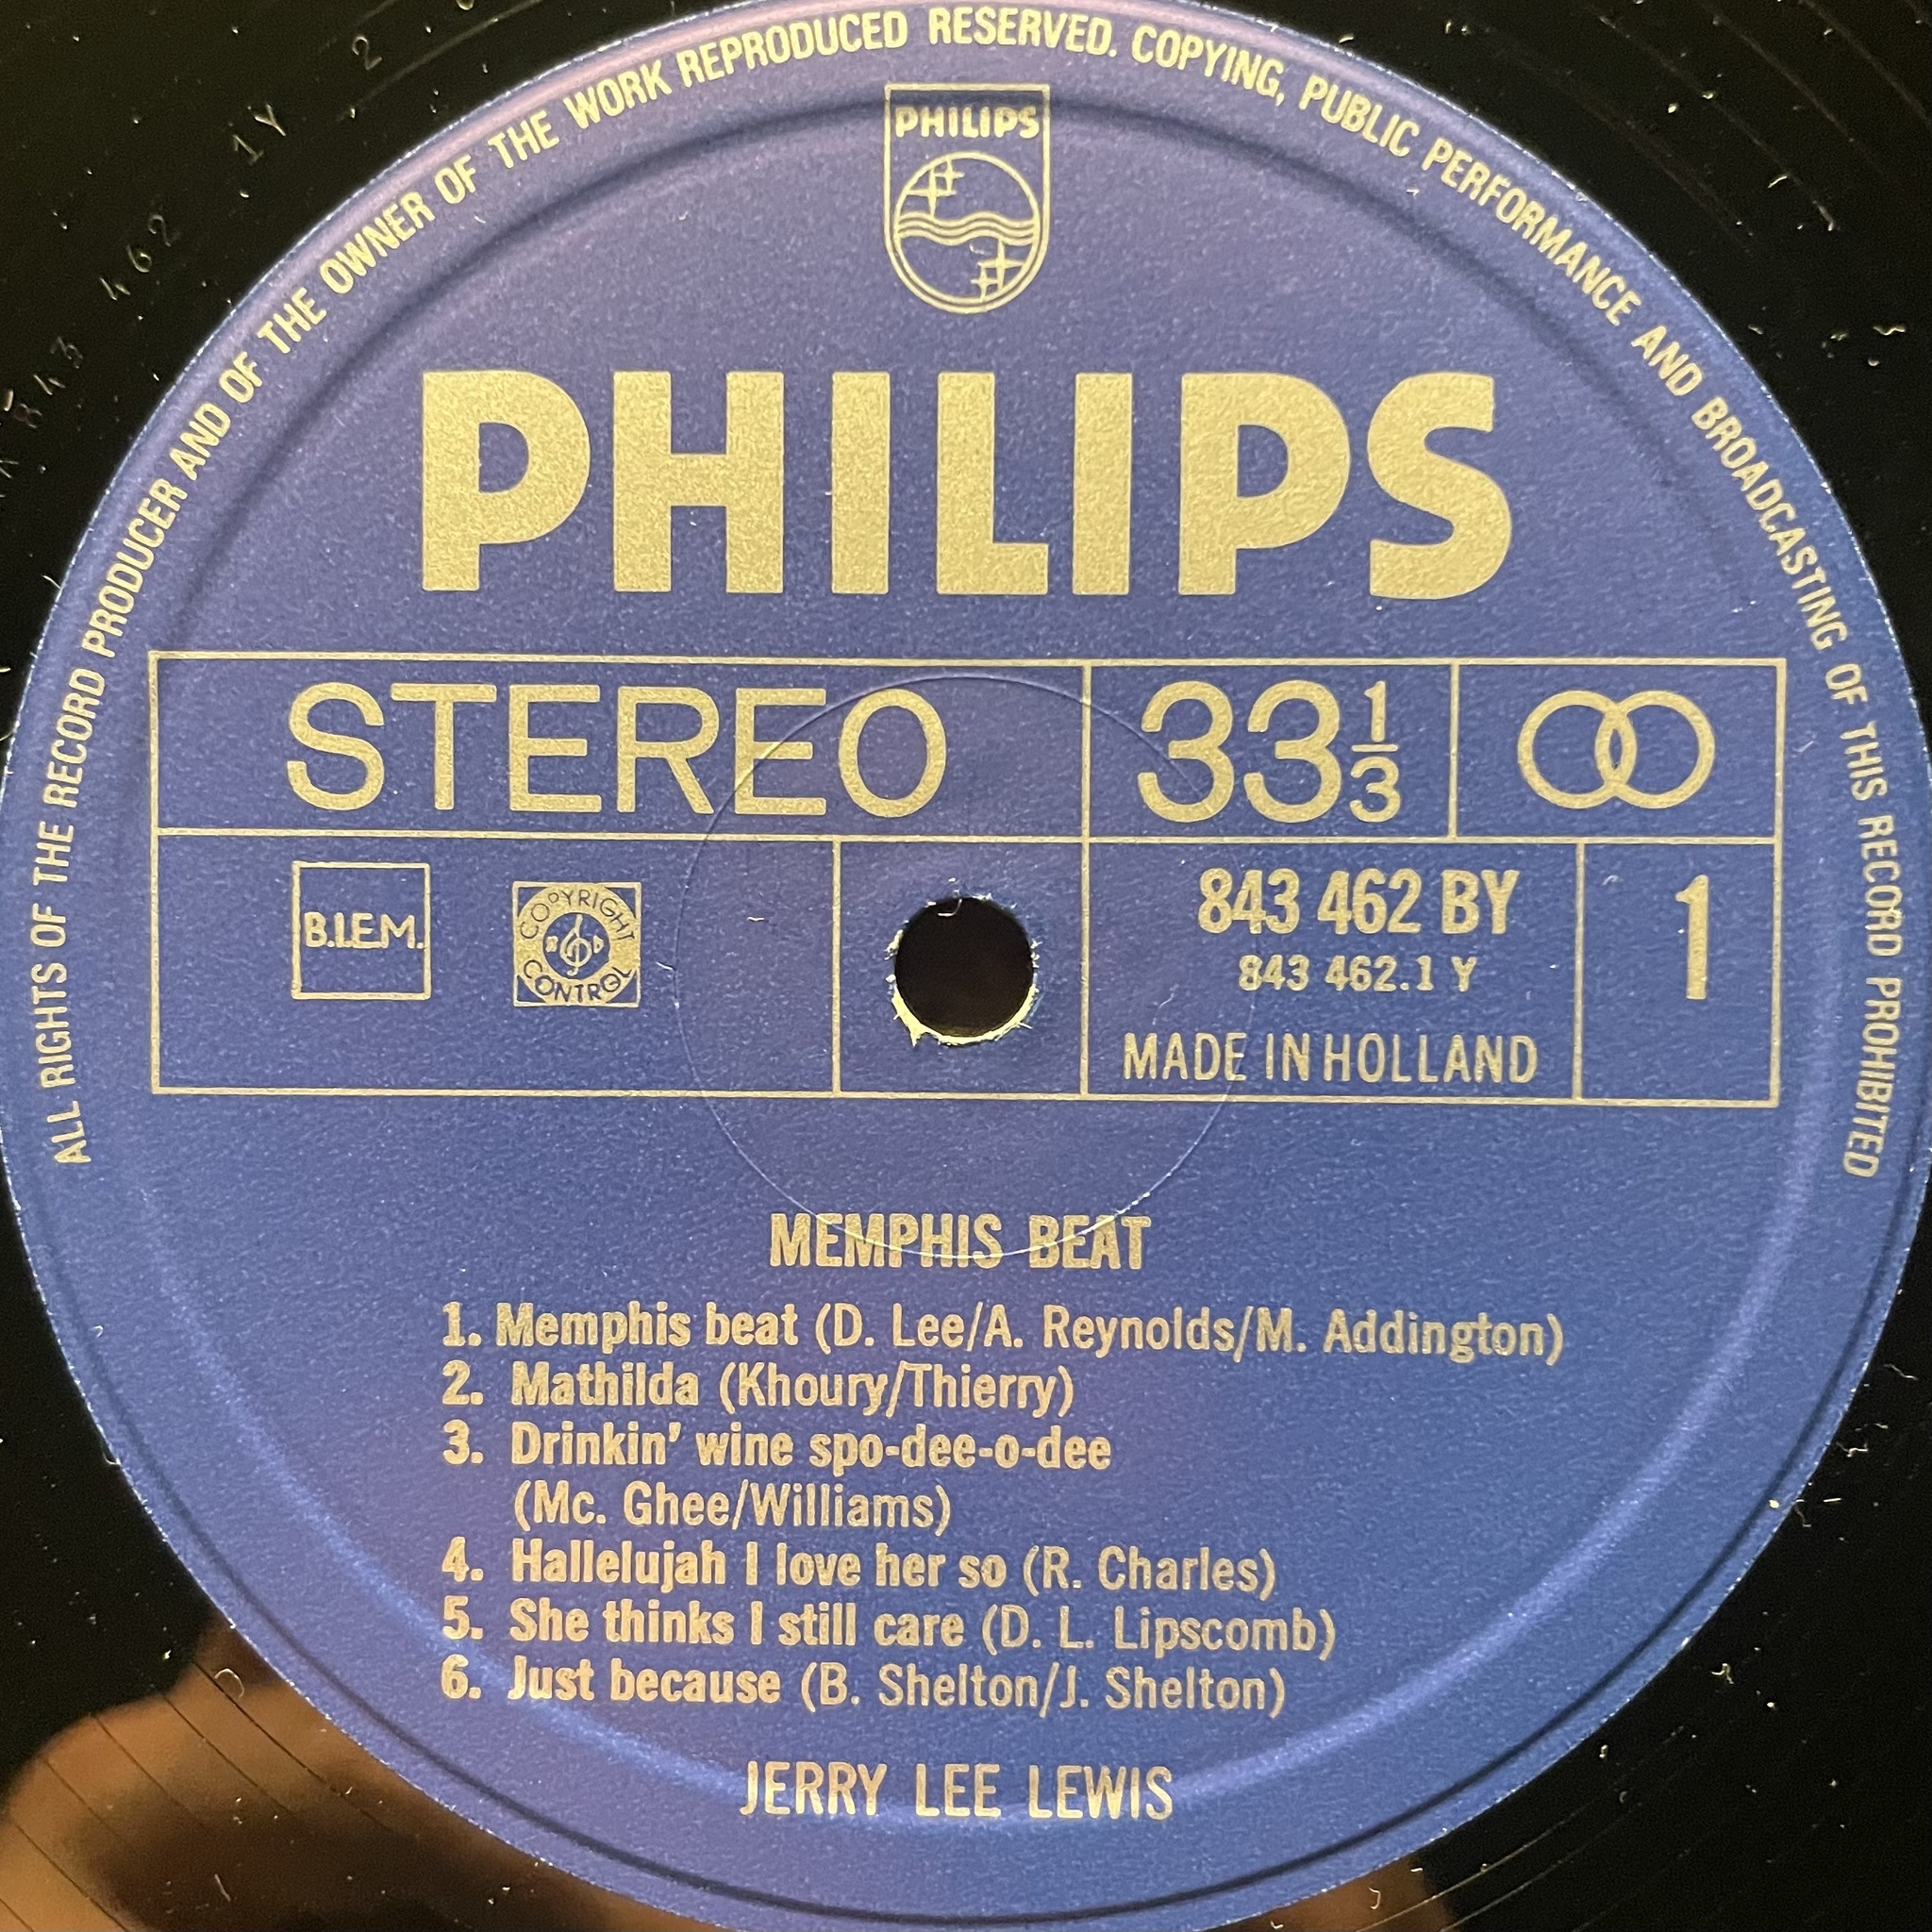 ALL RIGHTS OF THE RECORD PRODUCER AND OF THE OWNER OF THE WORK REPRODUCED RESERVED. COPYING, PUBLIC PERFORMANCE AND BROADCASTING OF THIS RECORD PROHIBITED
PHILIPS
PHILIPS
STEREO 33 1/3
B.I.E.M. COPYRIGHT CONTROL 843 462 BY 1
843 462.1 Y
MADE IN HOLLAND
MEMPHIS BEAT
1. Memphis beat (D. Lee/A. Reynolds/M. Addington)
2. Mathilda (Khoury/Thierry)
3. Drinkin' wine spo-dee-o-dee
(Mc. Ghee/Williams)
4. Hallelujah I love her so (R. Charles)
5. She thinks I still care (D. L. Lipscomb)
6. Just because (B. Shelton/J. Shelton)
JERRY LEE LEWIS
843 462 1Y 2